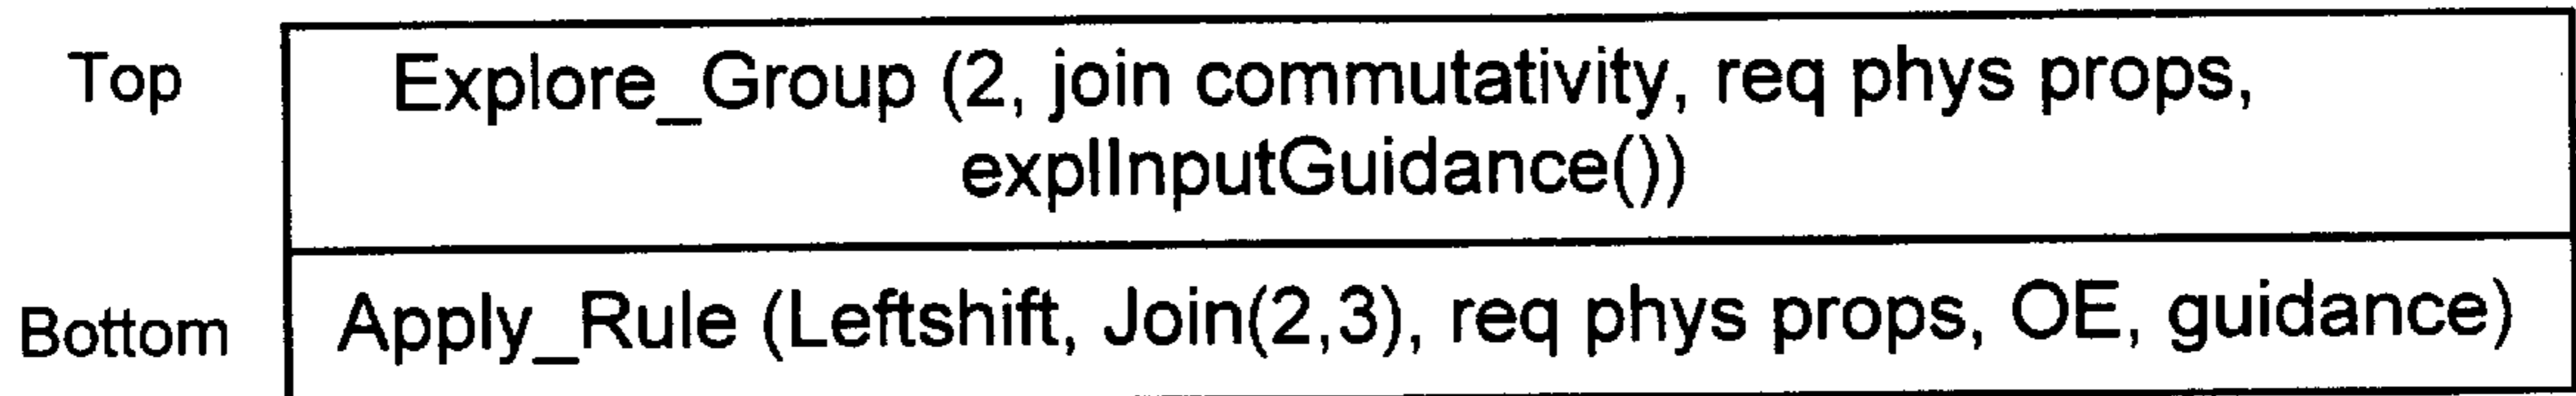 Top
Explore_Group (2, join commutativity, req phys props,
explInputGuidance())
Bottom
Apply_Rule (Leftshift, Join(2,3), req phys props, OE, guidance)